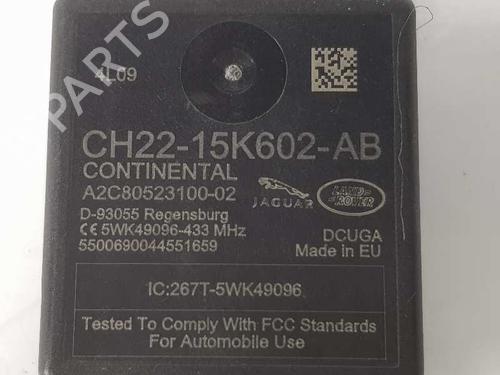 B-PARTS
4L09
CH22-15K602-AB
CONTINENTAL
A2C80523100-02
JAGUAR
LAND-ROVER
D-93055 Regensburg
CE 5WK49096-433 MHz
5500690044551659
DCUGA
Made in EU
IC:267T-5WK49096
Tested To Comply With FCC Standards
For Automobile Use